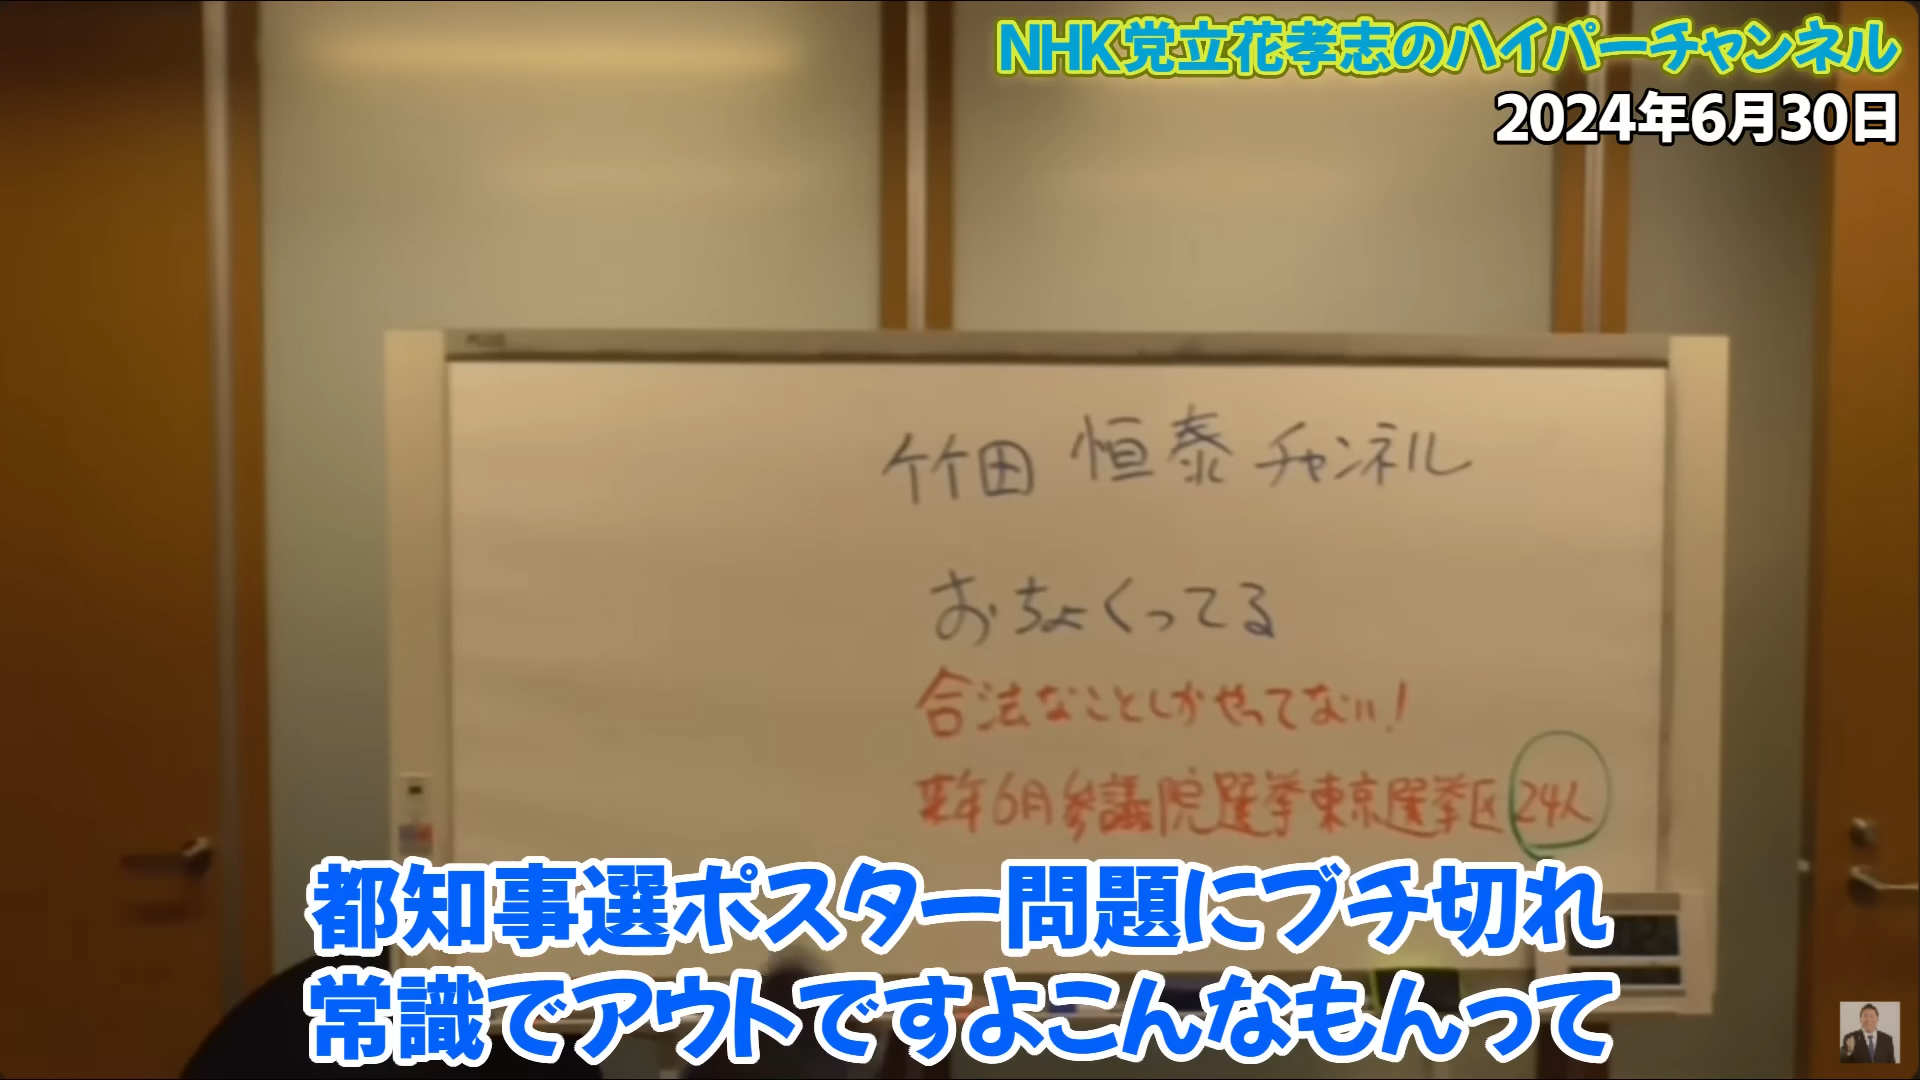 NHK党立花孝志のハイパーチャンネル
2024年6月30日
PLUS
竹田 恒泰 チャンネル
おちょくってる
合法なことしかやってない!
来年6月参議院選挙東京選挙区 24人
都知事選ポスター問題にブチ切れ
常識でアウトですよこんなもんって